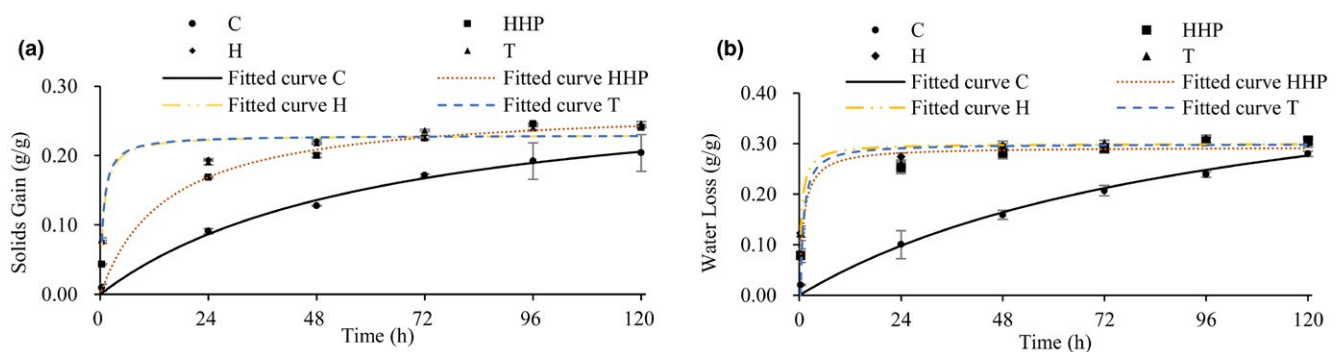 (a)
C HHP
H T
Fitted curve C Fitted curve HHP
Fitted curve H Fitted curve T
Solids Gain (g/g)
0.30
0.20
0.10
0.00
0 24 48 72 96 120
Time (h)
(b)
C HHP
H T
Fitted curve C Fitted curve HHP
Fitted curve H Fitted curve T
Water Loss (g/g)
0.40
0.30
0.20
0.10
0.00
0 24 48 72 96 120
Time (h)